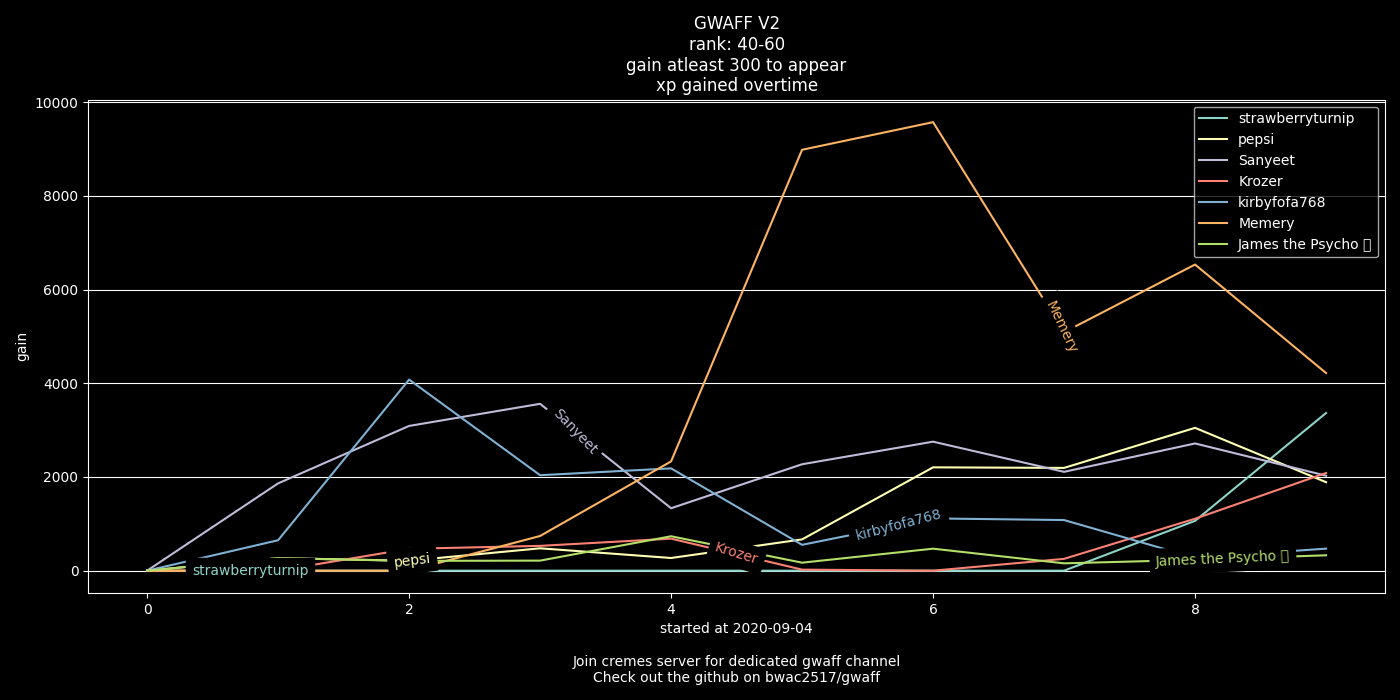 GWAFF V2
rank: 40-60
gain atleast 300 to appear
xp gained overtime
10000
8000
6000
4000
2000
0
gain
strawberryturnip
pepsi
Sanyeet
Krozer
kirbyfofa768
Memery
James the Psycho
Memery
Sanyeet
kirbyfofa768
Krozer
pepsi
James the Psycho
strawberryturnip
0
2
4
6
8
started at 2020-09-04
Join cremes server for dedicated gwaff channel
Check out the github on bwac2517/gwaff